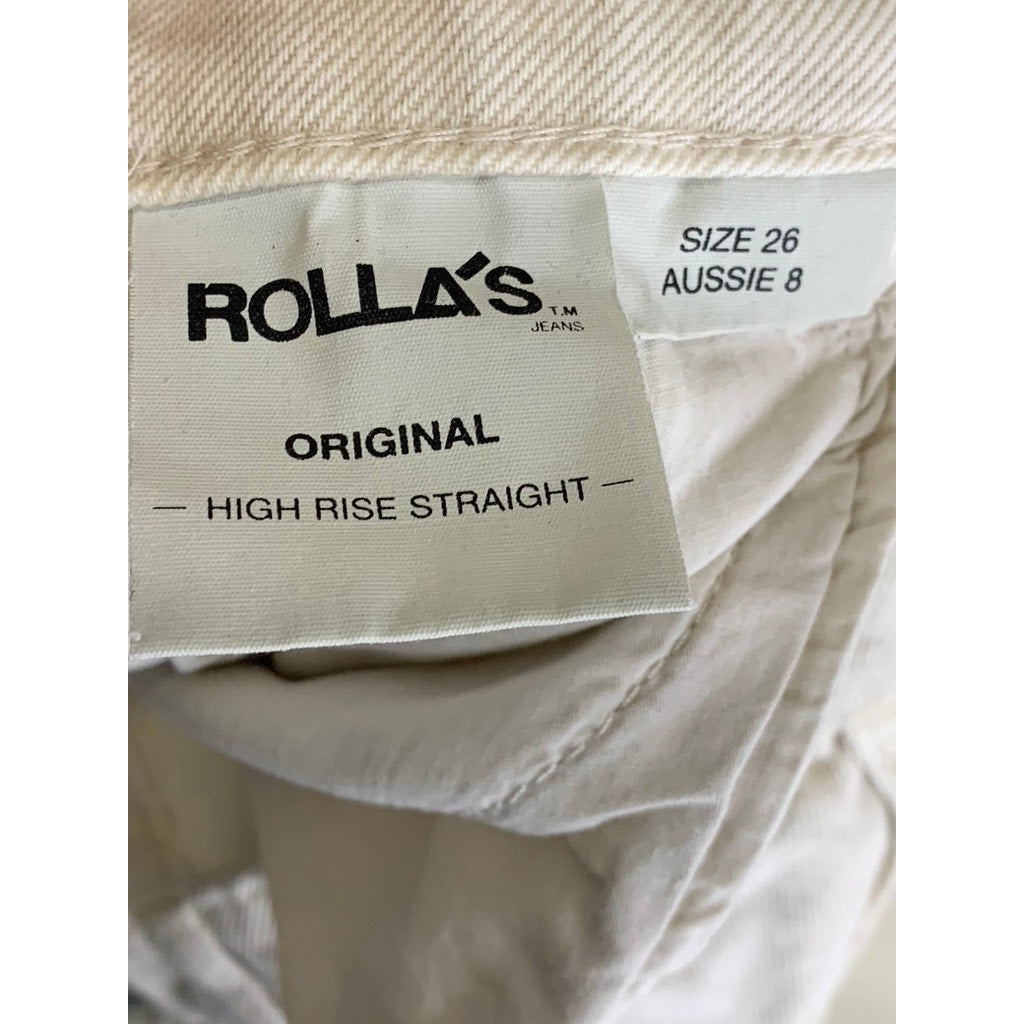 ROLLA'S T.M
JEANS
ORIGINAL
— HIGH RISE STRAIGHT —
SIZE 26
AUSSIE 8